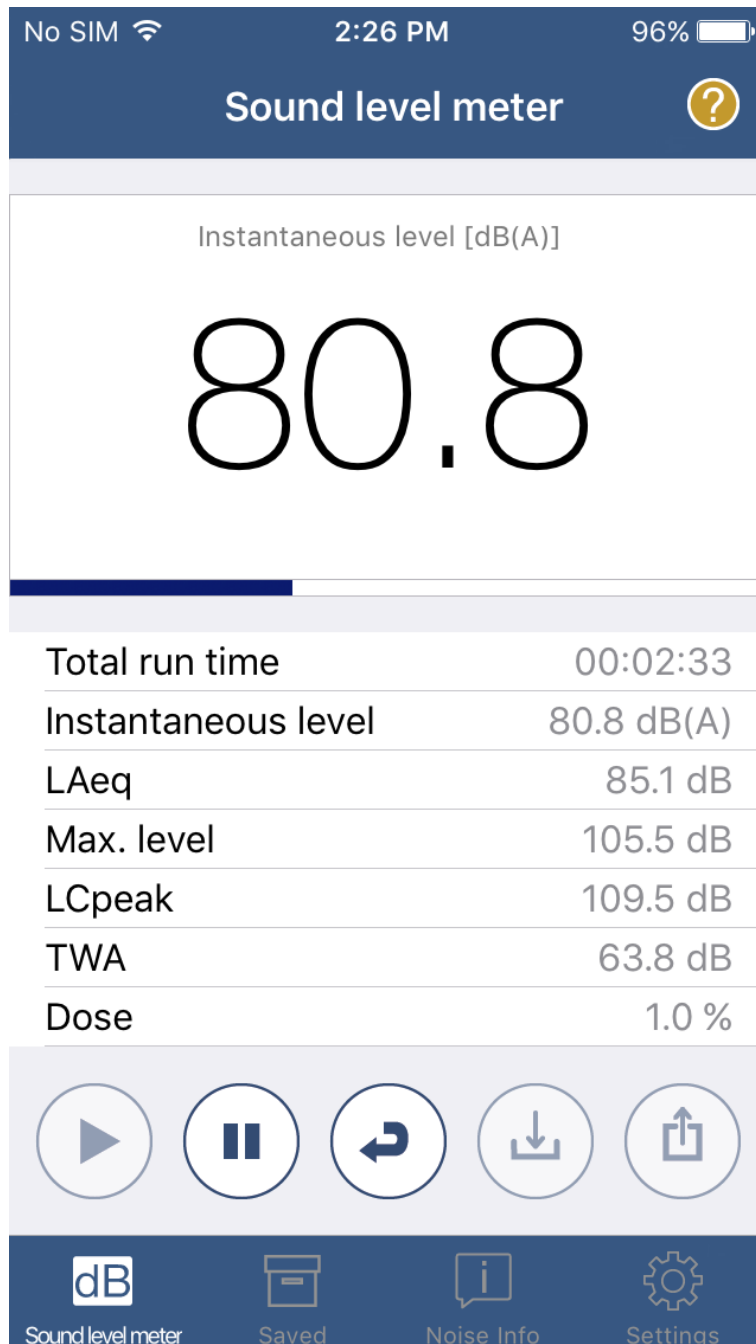 No SIM 2:26 PM 96%
Sound level meter ?
Instantaneous level [dB(A)]
80.8
Total run time 00:02:33
Instantaneous level 80.8 dB(A)
LAeq 85.1 dB
Max. level 105.5 dB
LCpeak 109.5 dB
TWA 63.8 dB
Dose 1.0 %
dB i
Sound level meter Saved Noise Info Settings